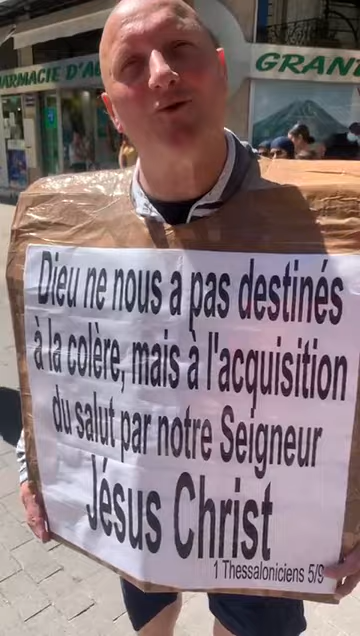 PHARMACIE D'A
GRAN
Dieu ne nous a pas destinés
à la colère, mais à l'acquisition
du salut par notre Seigneur
Jésus Christ
1 Thessaloniciens 5/9